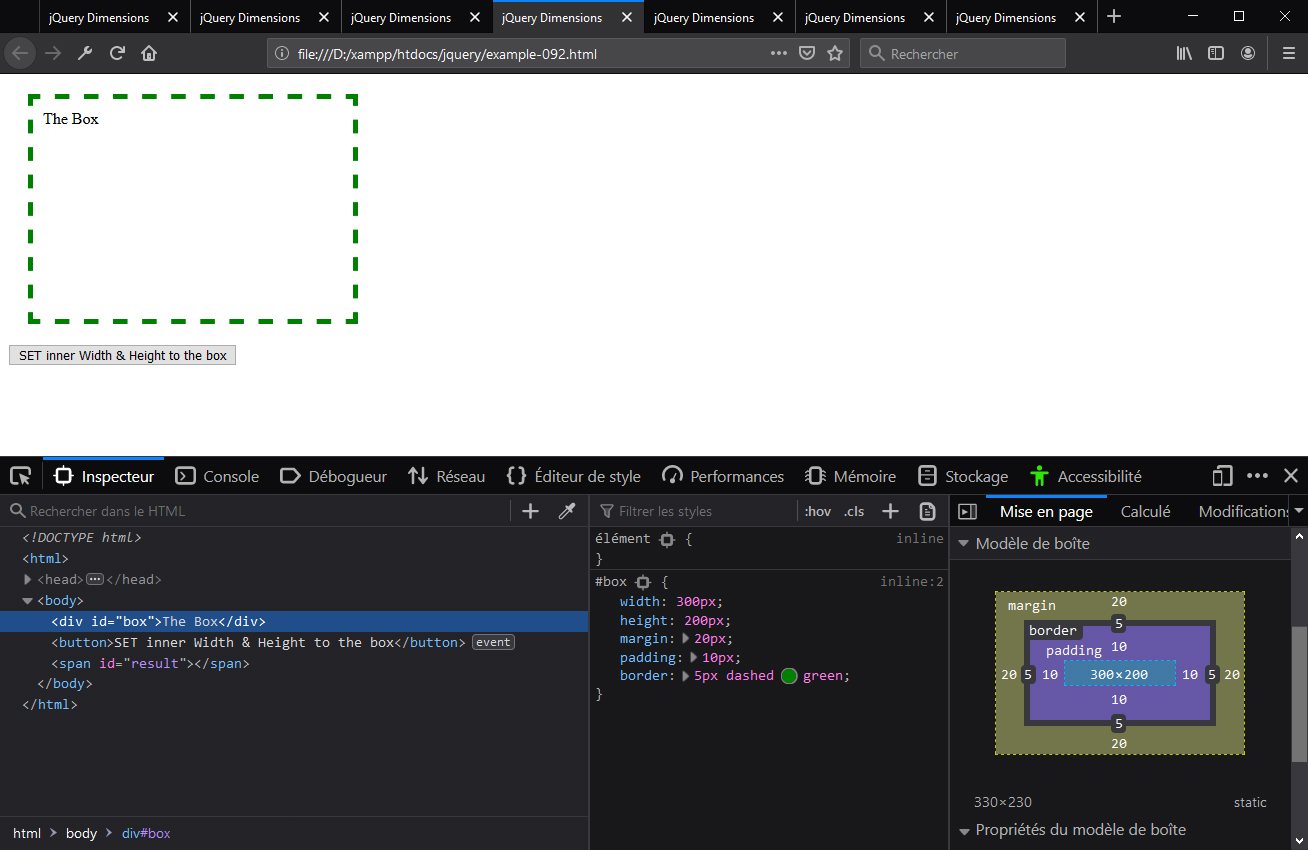 jQuery Dimensions jQuery Dimensions jQuery Dimensions jQuery Dimensions jQuery Dimensions jQuery Dimensions jQuery Dimensions
file:///D:/xampp/htdocs/jquery/example-092.html Rechercher
The Box
SET inner Width & Height to the box
Inspecteur Console Débogueur Réseau Éditeur de style Performances Mémoire Stockage Accessibilité
Rechercher dans le HTML
<!DOCTYPE html>
<html>
<head>···</head>
<body>
<div id="box">The Box</div>
<button>SET inner Width & Height to the box</button> event
<span id="result"></span>
</body>
</html>
html > body > div#box
Filtrer les styles :hov .cls
élément { inline
}
#box { inline:2
width: 300px;
height: 200px;
margin: 20px;
padding: 10px;
border: 5px dashed green;
}
Mise en page Calculé Modifications
Modèle de boîte
margin 20
border 5
padding 10
20 5 10 300×200 10 5 20
10
5
20
330×230 static
Propriétés du modèle de boîte